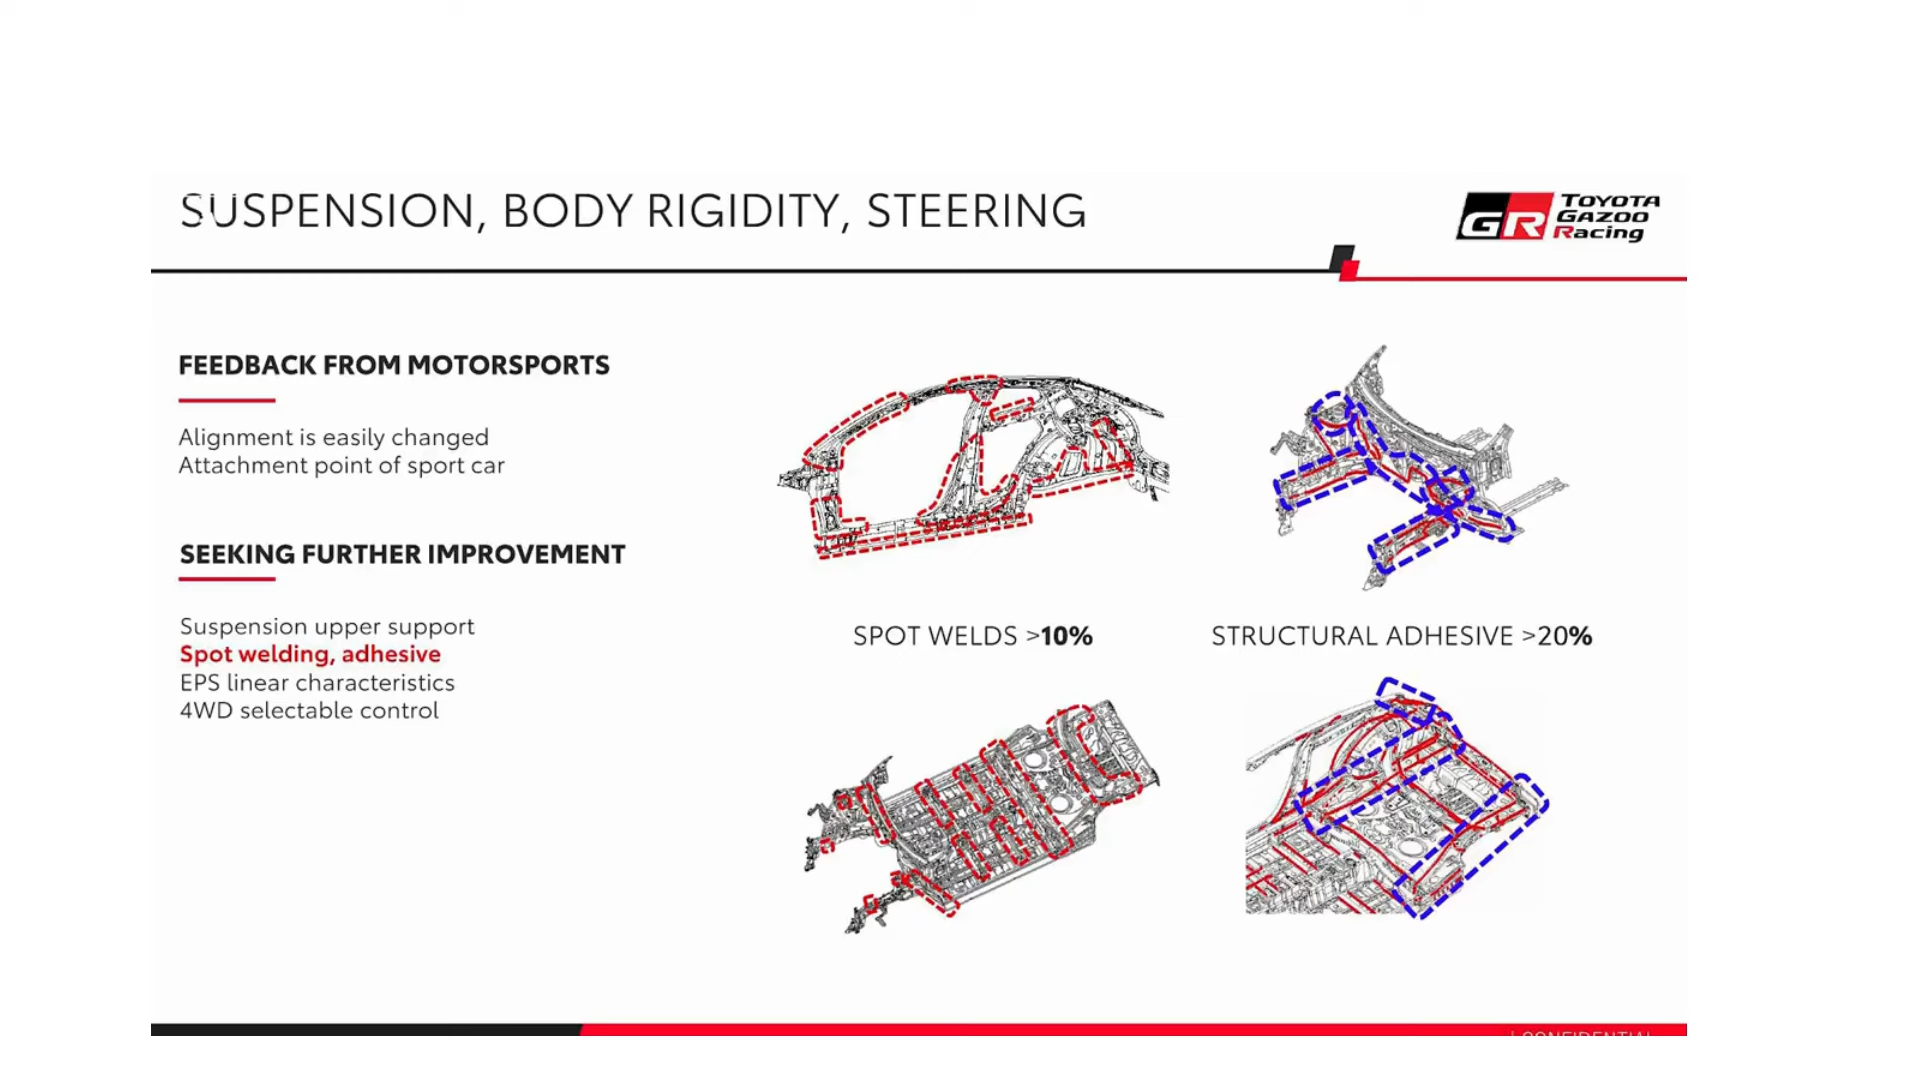 SUSPENSION, BODY RIGIDITY, STEERING
GR TOYOTA
GAZOO
Racing
FEEDBACK FROM MOTORSPORTS
Alignment is easily changed
Attachment point of sport car
SEEKING FURTHER IMPROVEMENT
Suspension upper support
Spot welding, adhesive
EPS linear characteristics
4WD selectable control
SPOT WELDS >10%
STRUCTURAL ADHESIVE >20%